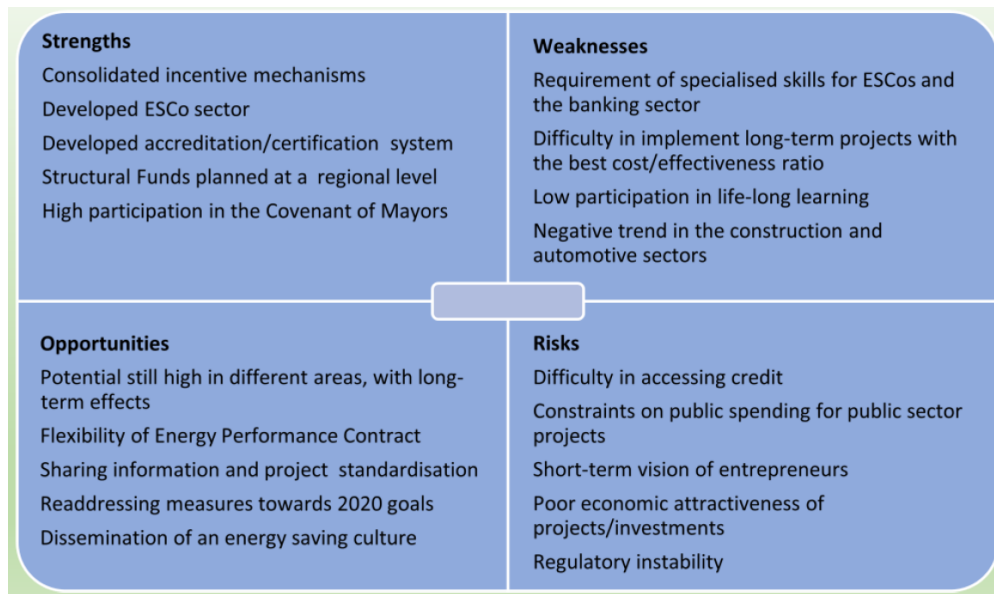 Strengths
Consolidated incentive mechanisms
Developed ESCo sector
Developed accreditation/certification system
Structural Funds planned at a regional level
High participation in the Covenant of Mayors
Weaknesses
Requirement of specialised skills for ESCos and
the banking sector
Difficulty in implement long-term projects with
the best cost/effectiveness ratio
Low participation in life-long learning
Negative trend in the construction and
automotive sectors
Opportunities
Potential still high in different areas, with long-
term effects
Flexibility of Energy Performance Contract
Sharing information and project standardisation
Readdressing measures towards 2020 goals
Dissemination of an energy saving culture
Risks
Difficulty in accessing credit
Constraints on public spending for public sector
projects
Short-term vision of entrepreneurs
Poor economic attractiveness of
projects/investments
Regulatory instability